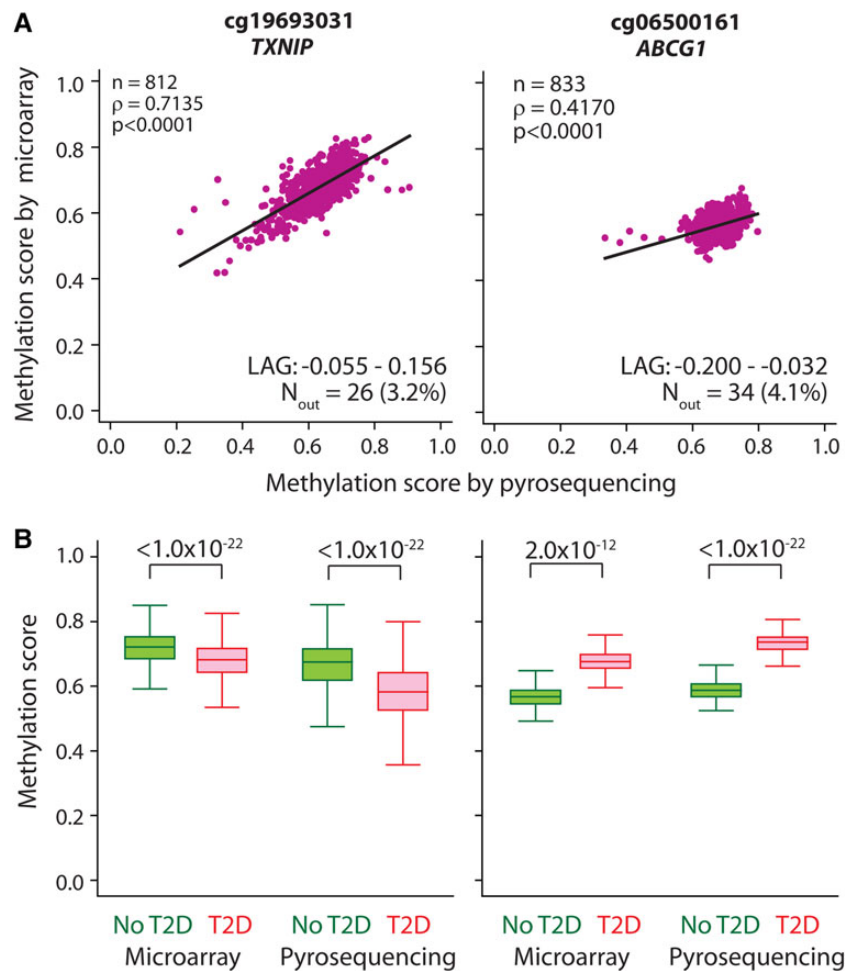 A
cg19693031
TXNIP
cg06500161
ABCG1
Methylation score by microarray
1.0
0.8
0.6
0.4
0.2
0.0
n = 812
ρ = 0.7135
p<0.0001
LAG: -0.055 - 0.156
Nout = 26 (3.2%)
0.0 0.2 0.4 0.6 0.8 1.0
n = 833
ρ = 0.4170
p<0.0001
LAG: -0.200 - -0.032
Nout = 34 (4.1%)
0.0 0.2 0.4 0.6 0.8 1.0
Methylation score by pyrosequencing
B
Methylation score
1.0
0.8
0.6
0.4
0.2
0.0
<1.0x10-22
<1.0x10-22
2.0x10-12
<1.0x10-22
No T2D T2D No T2D T2D
Microarray Pyrosequencing
No T2D T2D No T2D T2D
Microarray Pyrosequencing